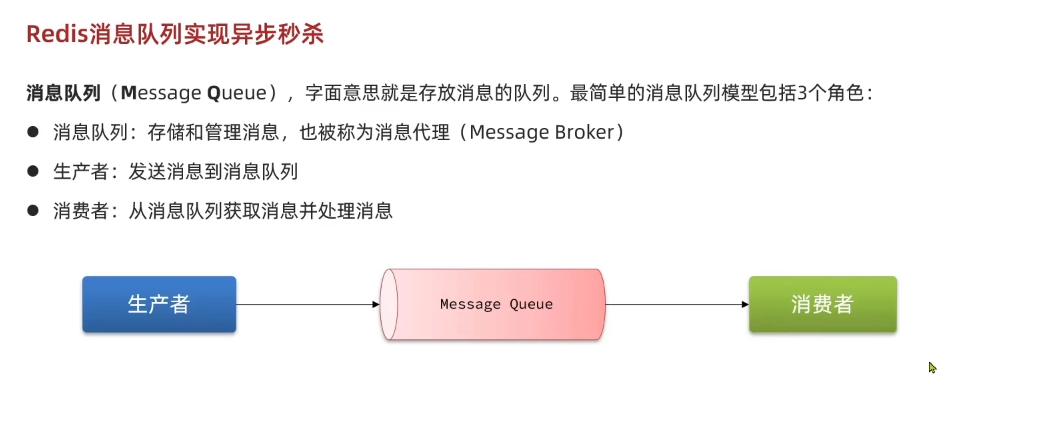 Redis消息队列实现异步秒杀
消息队列（Message Queue），字面意思就是存放消息的队列。最简单的消息队列模型包括3个角色：
● 消息队列：存储和管理消息，也被称为消息代理（Message Broker）
● 生产者：发送消息到消息队列
● 消费者：从消息队列获取消息并处理消息
生产者
Message Queue
消费者